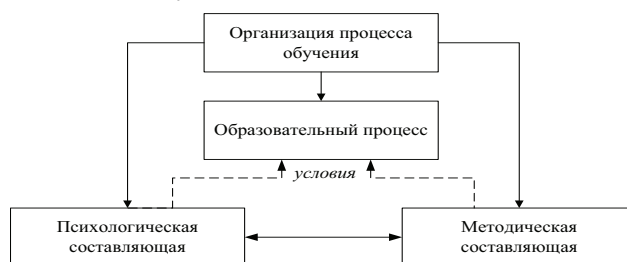 Организация процесса
обучения
Образовательный процесс
условия
Психологическая
составляющая
Методическая
составляющая